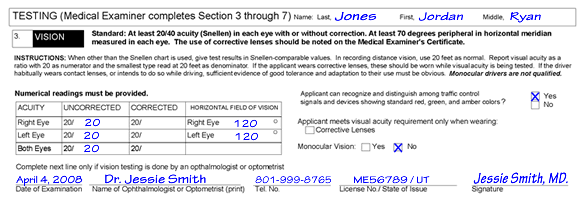 TESTING (Medical Examiner completes Section 3 through 7) Name: Last, Jones First, Jordan Middle, Ryan
3. VISION Standard: At least 20/40 acuity (Snellen) in each eye with or without correction. At least 70 degrees peripheral in horizontal meridian
measured in each eye. The use of corrective lenses should be noted on the Medical Examiner's Certificate.
INSTRUCTIONS: When other than the Snellen chart is used, give test results in Snellen-comparable values. In recording distance vision, use 20 feet as normal. Report visual acuity as a
ratio with 20 as numerator and the smallest type read at 20 feet as denominator. If the applicant wears corrective lenses, these should be worn while visual acuity is being tested. If the driver
habitually wears contact lenses, or intends to do so while driving, sufficient evidence of good tolerance and adaptation to their use must be obvious. Monocular drivers are not qualified.
Numerical readings must be provided.
ACUITY UNCORRECTED CORRECTED HORIZONTAL FIELD OF VISION
Right Eye 20/ 20 20/ Right Eye 120 °
Left Eye 20/ 20 20/ Left Eye 120 °
Both Eyes 20/ 20 20/
Applicant can recognize and distinguish among traffic control
signals and devices showing standard red, green, and amber colors? X Yes
No
Applicant meets visual acuity requirement only when wearing:
Corrective Lenses
Monocular Vision: Yes X No
Complete next line only if vision testing is done by an opthalmologist or optometrist
April 4, 2008 Dr. Jessie Smith 801-999-8765 ME56789 / UT Jessie Smith, MD.
Date of Examination Name of Ophthalmologist or Optometrist (print) Tel. No. License No./ State of Issue Signature